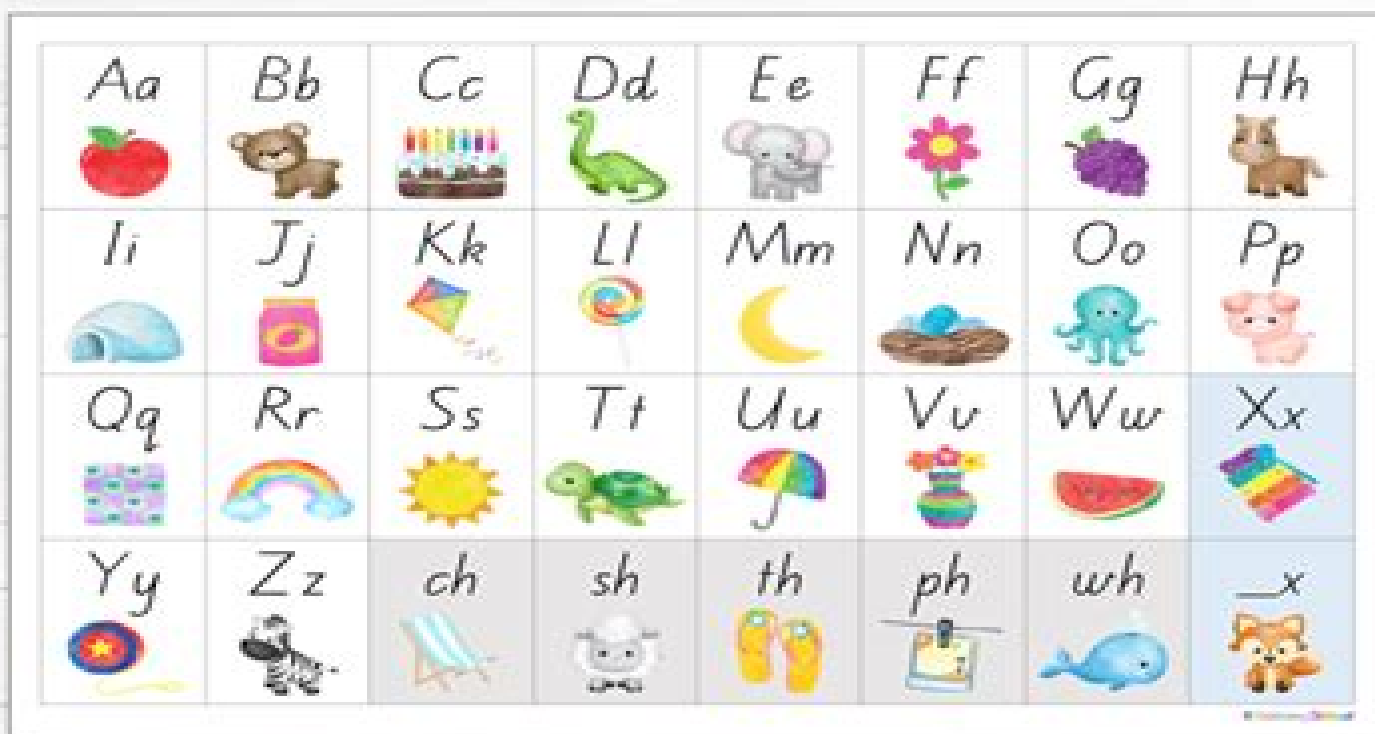 Aa Bb Cc Dd Ee Ff Gg Hh
Ii Jj Kk Ll Mm Nn Oo Pp
Qq Rr Ss Tt Uu Vv Ww Xx
Yy Zz ch sh th ph wh _x